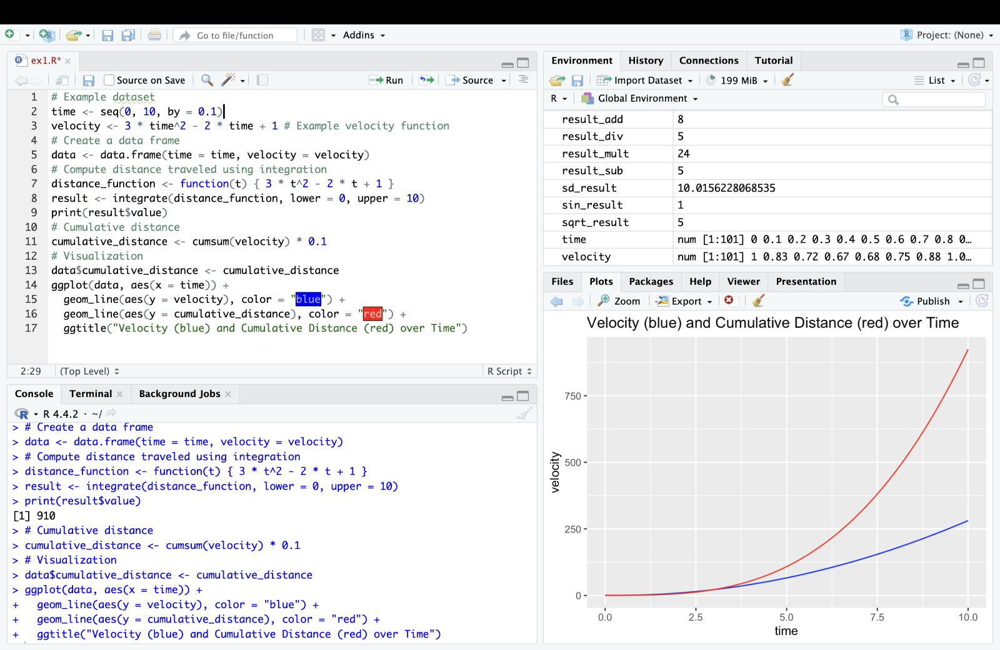 Go to file/function
Addins
Project: (None)
ex1.R*
Source on Save
Run
Source
1 # Example dataset
2 time <- seq(0, 10, by = 0.1)
3 velocity <- 3 * time^2 - 2 * time + 1 # Example velocity function
4 # Create a data frame
5 data <- data.frame(time = time, velocity = velocity)
6 # Compute distance traveled using integration
7 distance_function <- function(t) { 3 * t^2 - 2 * t + 1 }
8 result <- integrate(distance_function, lower = 0, upper = 10)
9 print(result$value)
10 # Cumulative distance
11 cumulative_distance <- cumsum(velocity) * 0.1
12 # Visualization
13 data$cumulative_distance <- cumulative_distance
14 ggplot(data, aes(x = time)) +
15   geom_line(aes(y = velocity), color = "blue") +
16   geom_line(aes(y = cumulative_distance), color = "red") +
17   ggtitle("Velocity (blue) and Cumulative Distance (red) over Time")
2:29 (Top Level) R Script
Console Terminal Background Jobs
R R 4.4.2 · ~/
> # Create a data frame
> data <- data.frame(time = time, velocity = velocity)
> # Compute distance traveled using integration
> distance_function <- function(t) { 3 * t^2 - 2 * t + 1 }
> result <- integrate(distance_function, lower = 0, upper = 10)
> print(result$value)
[1] 910
> # Cumulative distance
> cumulative_distance <- cumsum(velocity) * 0.1
> # Visualization
> data$cumulative_distance <- cumulative_distance
> ggplot(data, aes(x = time)) +
+   geom_line(aes(y = velocity), color = "blue") +
+   geom_line(aes(y = cumulative_distance), color = "red") +
+   ggtitle("Velocity (blue) and Cumulative Distance (red) over Time")
Environment History Connections Tutorial
Import Dataset 199 MiB List
R Global Environment
result_add 8
result_div 5
result_mult 24
result_sub 5
sd_result 10.0156228068535
sin_result 1
sqrt_result 5
time num [1:101] 0 0.1 0.2 0.3 0.4 0.5 0.6 0.7 0.8 0…
velocity num [1:101] 1 0.83 0.72 0.67 0.68 0.75 0.88 1.0…
Files Plots Packages Help Viewer Presentation
Zoom Export Publish
Velocity (blue) and Cumulative Distance (red) over Time
750
500
250
0
velocity
0.0 2.5 5.0 7.5 10.0
time